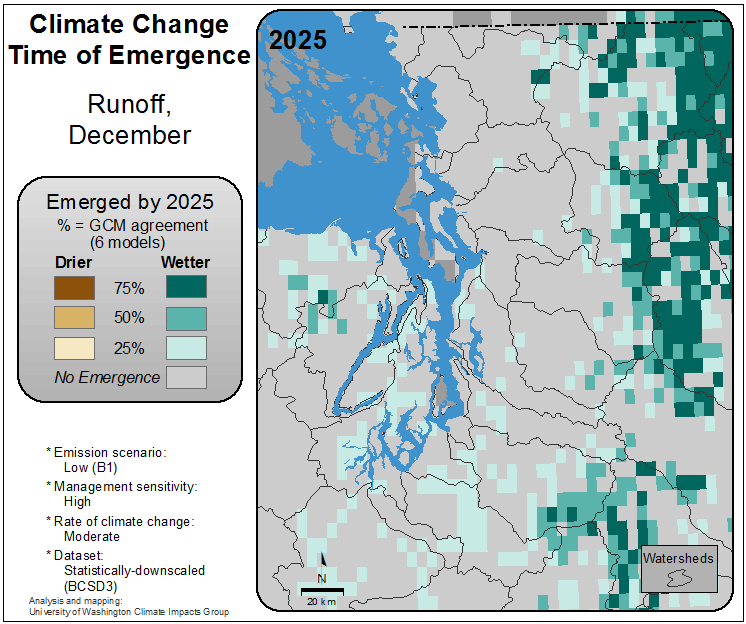 Climate Change
Time of Emergence
Runoff,
December
Emerged by 2025
% = GCM agreement
(6 models)
Drier Wetter
75%
50%
25%
No Emergence
* Emission scenario:
Low (B1)
* Management sensitivity:
High
* Rate of climate change:
Moderate
* Dataset:
Statistically-downscaled
(BCSD3)
Analysis and mapping:
University of Washington Climate Impacts Group
2025
N
20 km
Watersheds